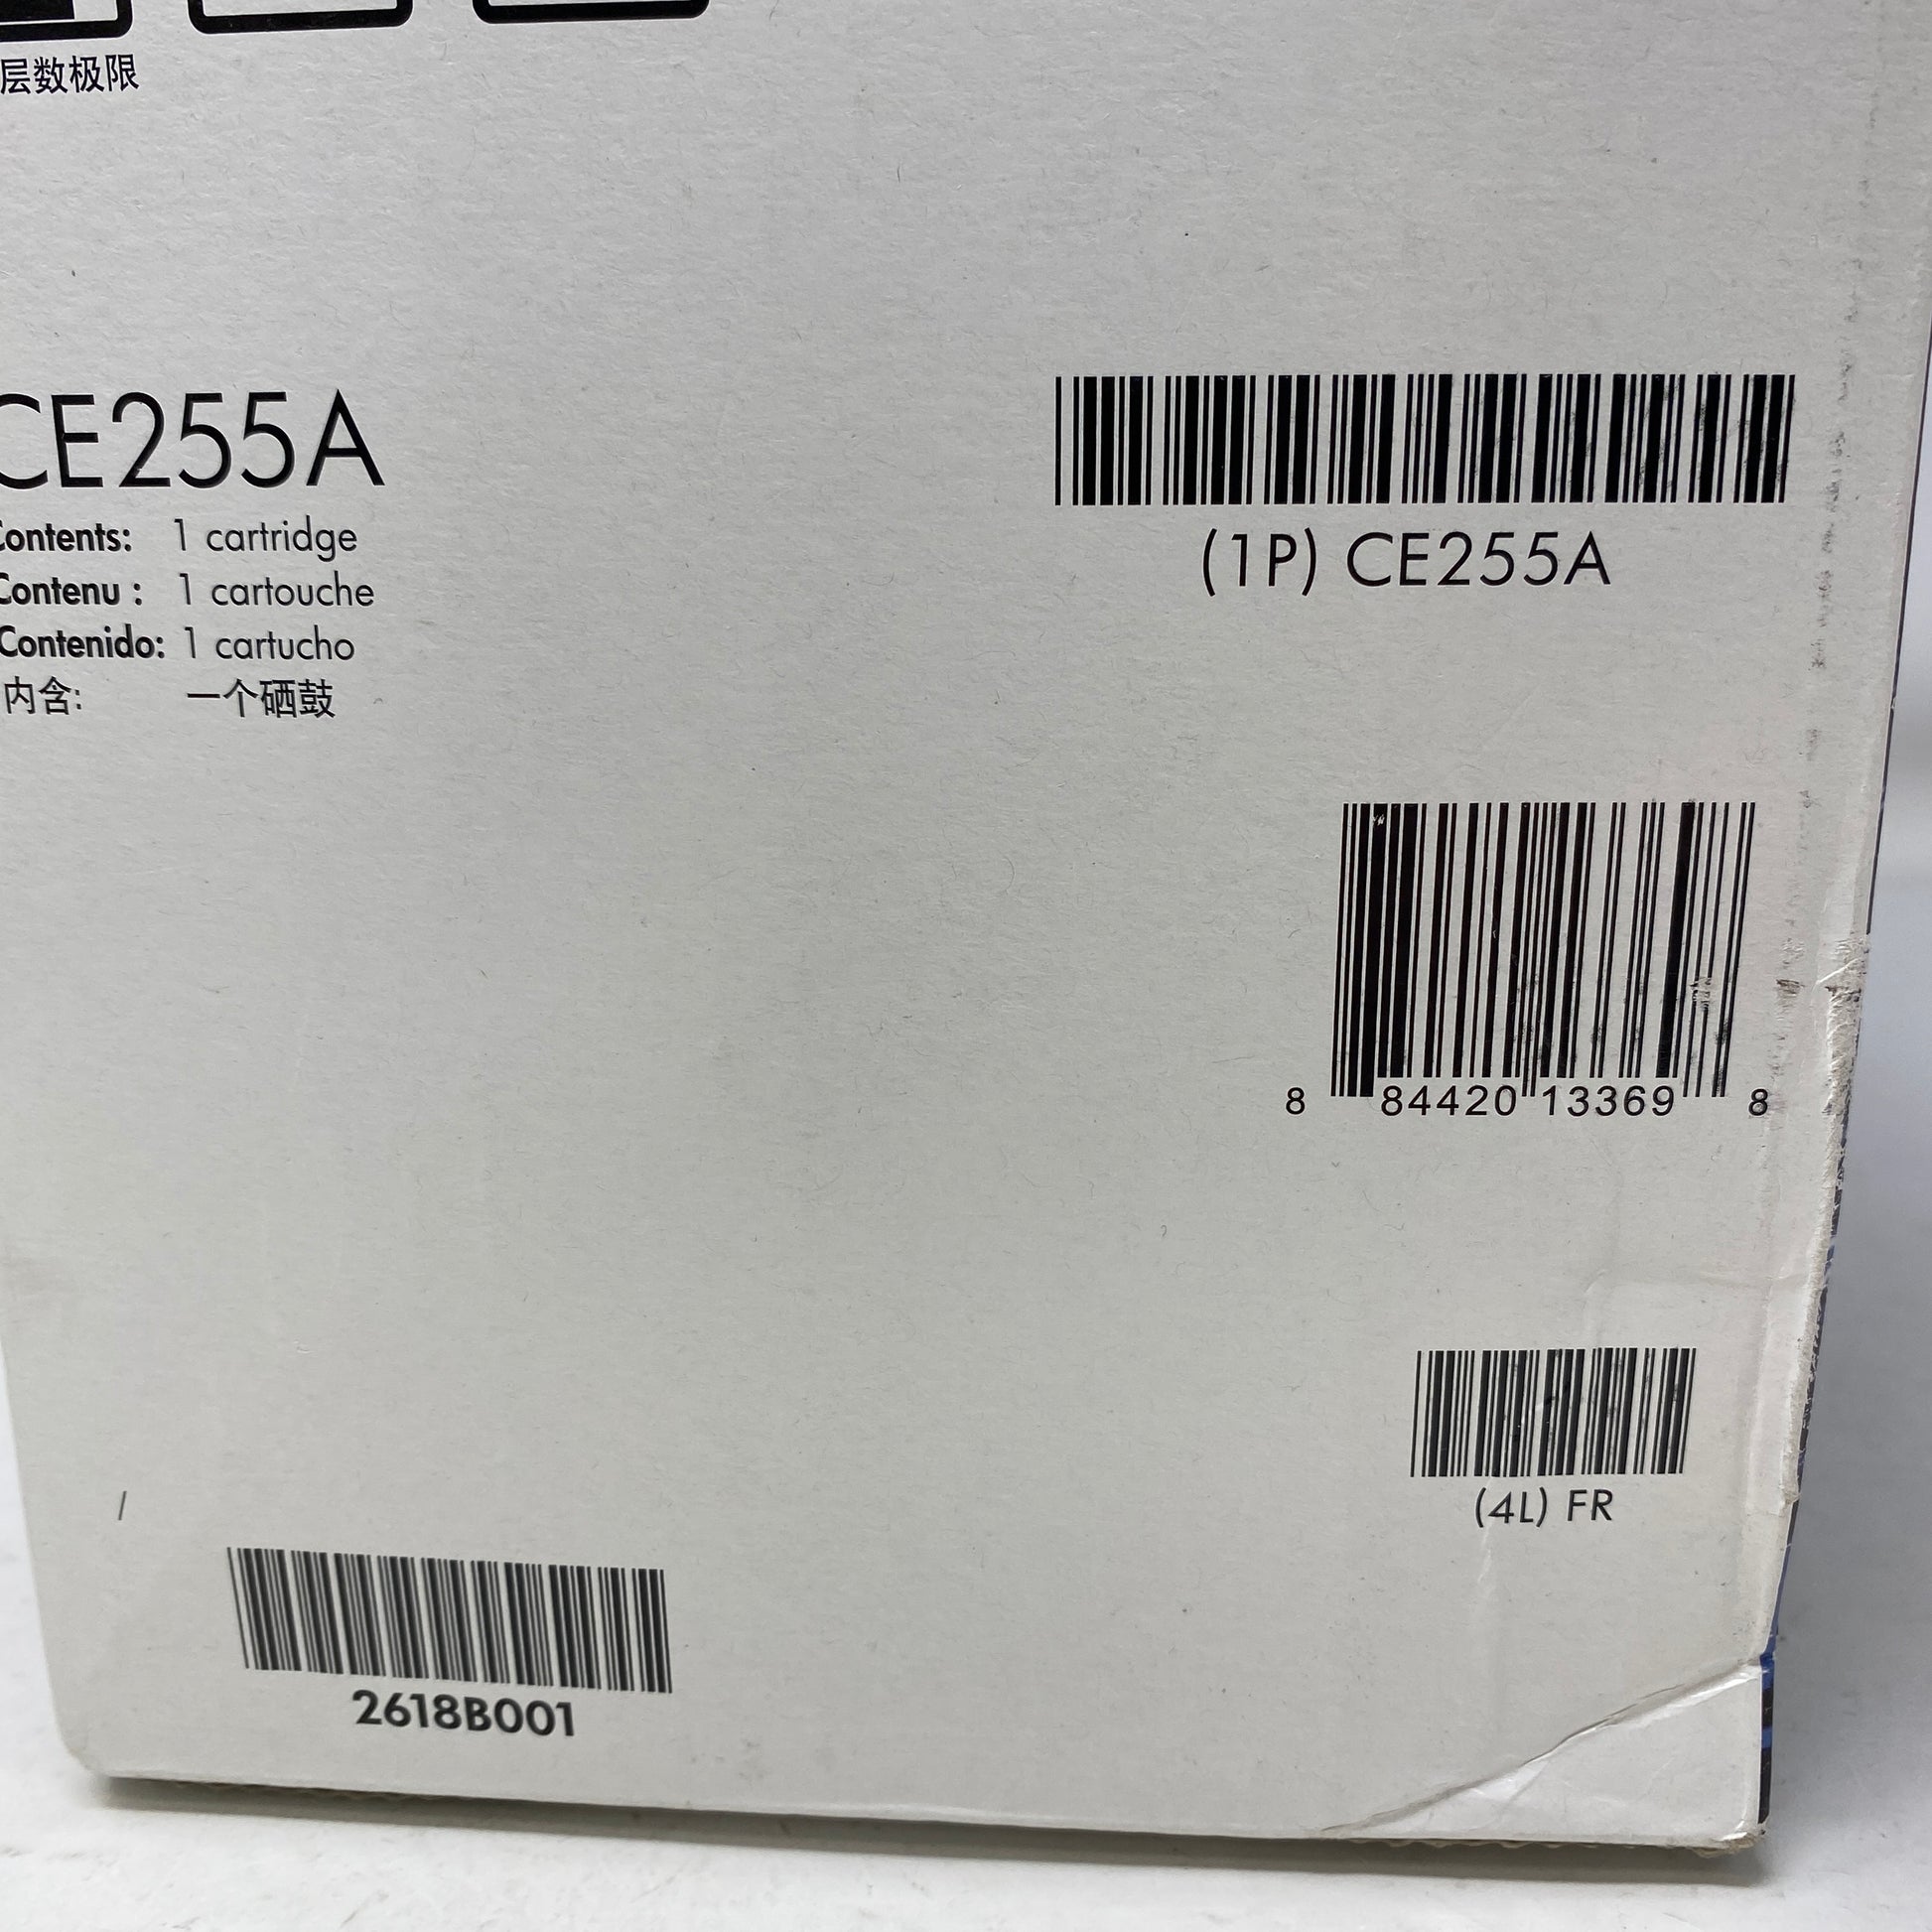 层数极限
CE255A
Contents: 1 cartridge
Contenu : 1 cartouche
Contenido: 1 cartucho
内含: 一个硒鼓
(1P) CE255A
8 84420 13369 8
(4L) FR
2618B001